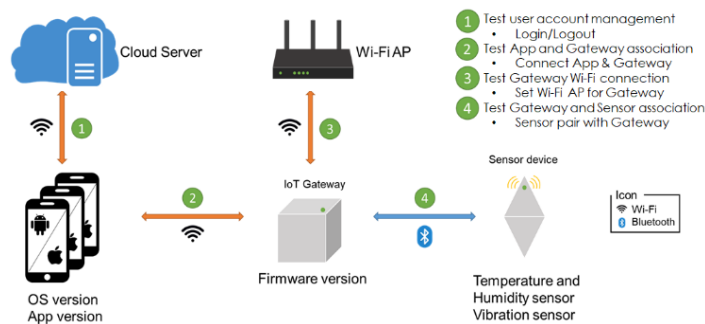 Cloud Server
Wi-Fi AP
1 Test user account management
• Login/Logout
2 Test App and Gateway association
• Connect App & Gateway
3 Test Gateway Wi-Fi connection
• Set Wi-Fi AP for Gateway
4 Test Gateway and Sensor association
• Sensor pair with Gateway
1
3
Sensor device
IoT Gateway
2
4
Icon
Wi-Fi
Bluetooth
Firmware version
Temperature and
Humidity sensor
Vibration sensor
OS version
App version